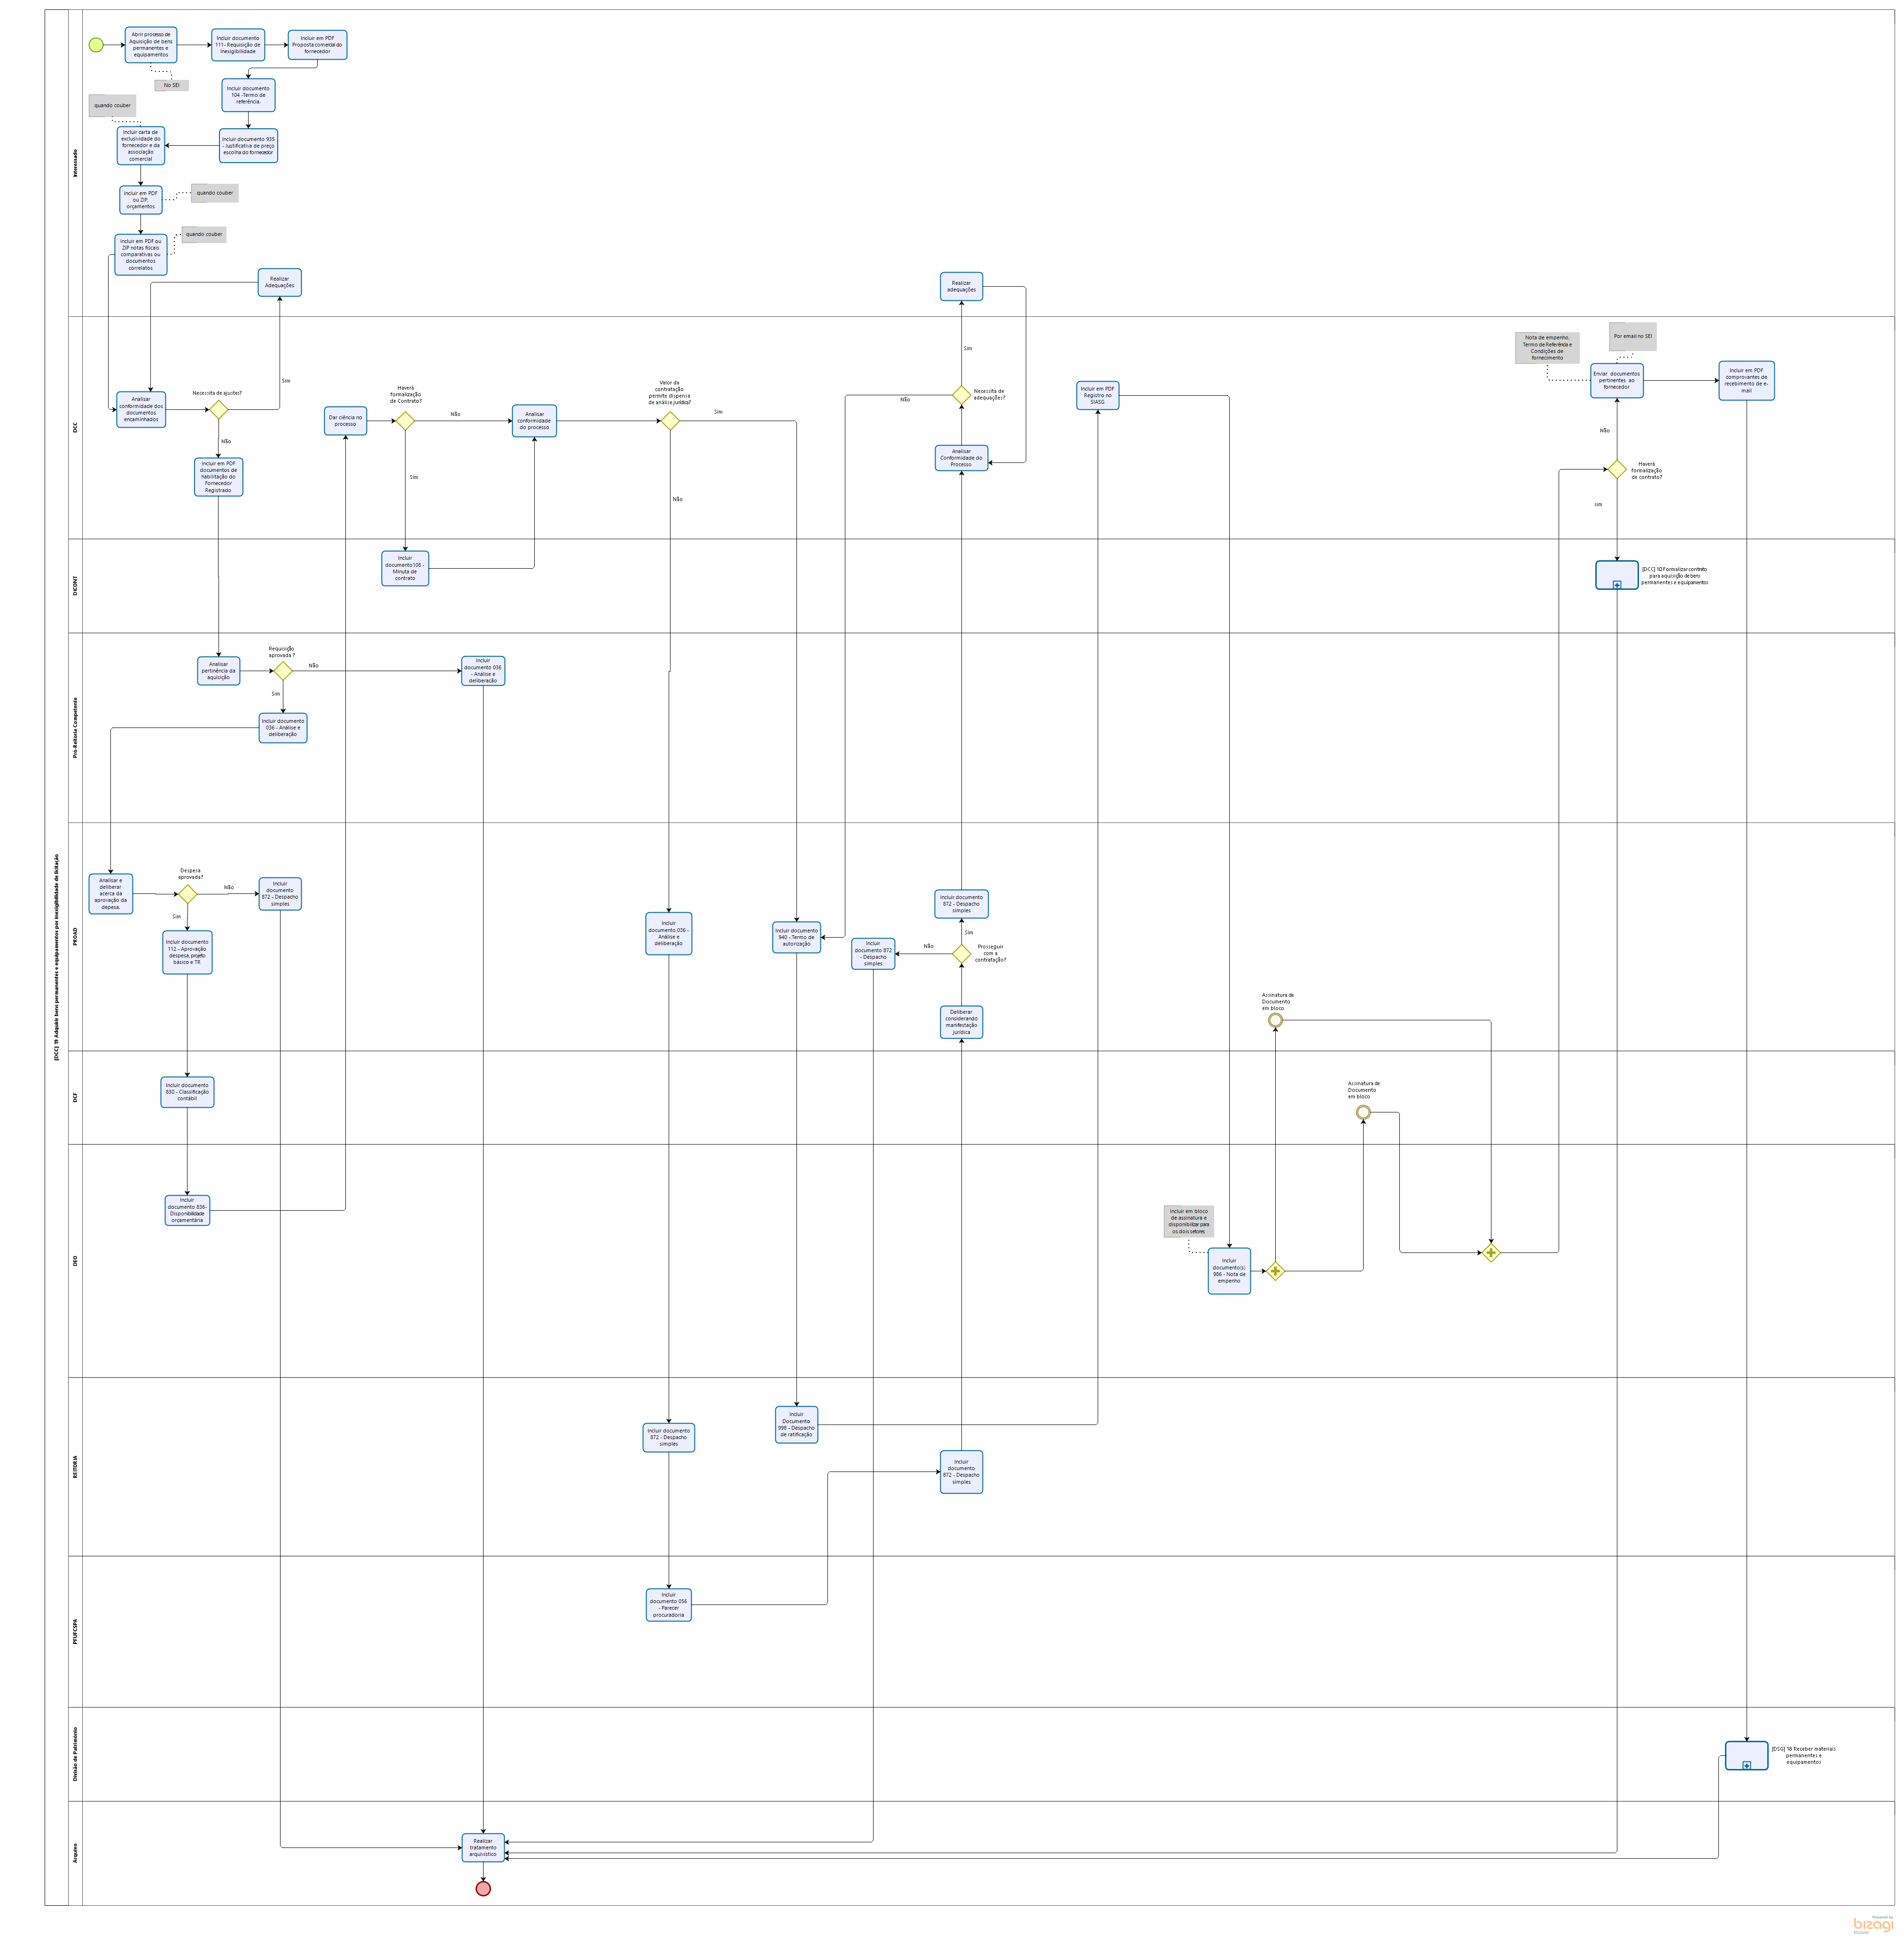 [DCC] 19 Adquirir bens permanentes e equipamentos por inexigibilidade de licitação
Interessado
Abrir processo de
Aquisição de bens
permanentes e
equipamentos
No SEI
Incluir documento
111- Requisição de
Inexigibilidade
Incluir em PDF
Proposta comercial do
fornecedor
Incluir documento
104 -Termo de
referência.
Incluir documento 935
- Justificativa de preço
escolha do fornecedor
quando couber
Incluir carta de
exclusividade do
fornecedor e da
associação
comercial
Incluir em PDF
ou ZIP,
orçamentos
quando couber
Incluir em PDF ou
ZIP notas fiscais
comparativas ou
documentos
correlatos
quando couber
Realizar
Adequações
Realizar
adequações
DCC
Analisar
conformidade dos
documentos
encaminhados
Necessita de ajustes?
Sim
Não
Incluir em PDF
documentos de
habilitação do
Fornecedor
Registrado
Dar ciência no
processo
Haverá
formalização
de Contrato?
Não
Sim
Analisar
conformidade
do processo
Valor da
contratação
permite dispensa
de análise jurídica?
Sim
Não
Sim
Necessita de
adequações?
Não
Analisar
Conformidade do
Processo
Incluir em PDF
Registro no
SIASG
Nota de empenho,
Termo de Referência e
Condições de
fornecimento
Por email no SEI
Enviar documentos
pertinentes ao
fornecedor
Incluir em PDF
comprovantes de
recebimento de e-
mail
Não
Haverá
formalização
de contrato?
sim
DICONT
Incluir
documento108 -
Minuta de
contrato
[DCC] 10 Formalizar contrato
para aquisição de bens
permanentes e equipamentos
Pró-Reitoria Competente
Analisar
pertinência da
aquisição
Requisição
aprovada ?
Não
Sim
Incluir
documento 036
- Análise e
deliberacão
Incluir documento
036 - Análise e
deliberação
PROAD
Analisar e
deliberar
acerca da
aprovação da
depesa.
Despesa
aprovada?
Não
Sim
Incluir
documento
872 - Despacho
simples
Incluir documento
112 - Aprovação
despesa, projeto
básico e TR
Incluir
documento 036 -
Análise e
deliberação
Incluir documento
940 - Termo de
autorização
Incluir
documento 872
- Despacho
simples
Não
Incluir documento
872 - Despacho
simples
Sim
Prosseguir
com a
contratação?
Deliberar
considerando
manifestação
jurídica
Assinatura de
Documento
em bloco
DCF
Incluir documento
830 - Classificação
contábil
Assinatura de
Documento
em bloco
DEO
Incluir
documento 836-
Disponibilidade
orçamentária
Incluir em bloco
de assinatura e
disponibilizar para
os dois setores
Incluir
documento(s)
986 - Nota de
empenho
REITORIA
Incluir documento
872 - Despacho
simples
Incluir
Documento
999 - Despacho
de ratificação
Incluir
documento
872 - Despacho
simples
PF/UFCSPA
Incluir
documento 056
- Parecer
procuradoria
Divisão de Patrimônio
[DSG] 18 Receber materiais
permanentes e
equipamentos
Arquivo
Realizar
tratamento
arquivístico
Powered by
bizagi
Modeler